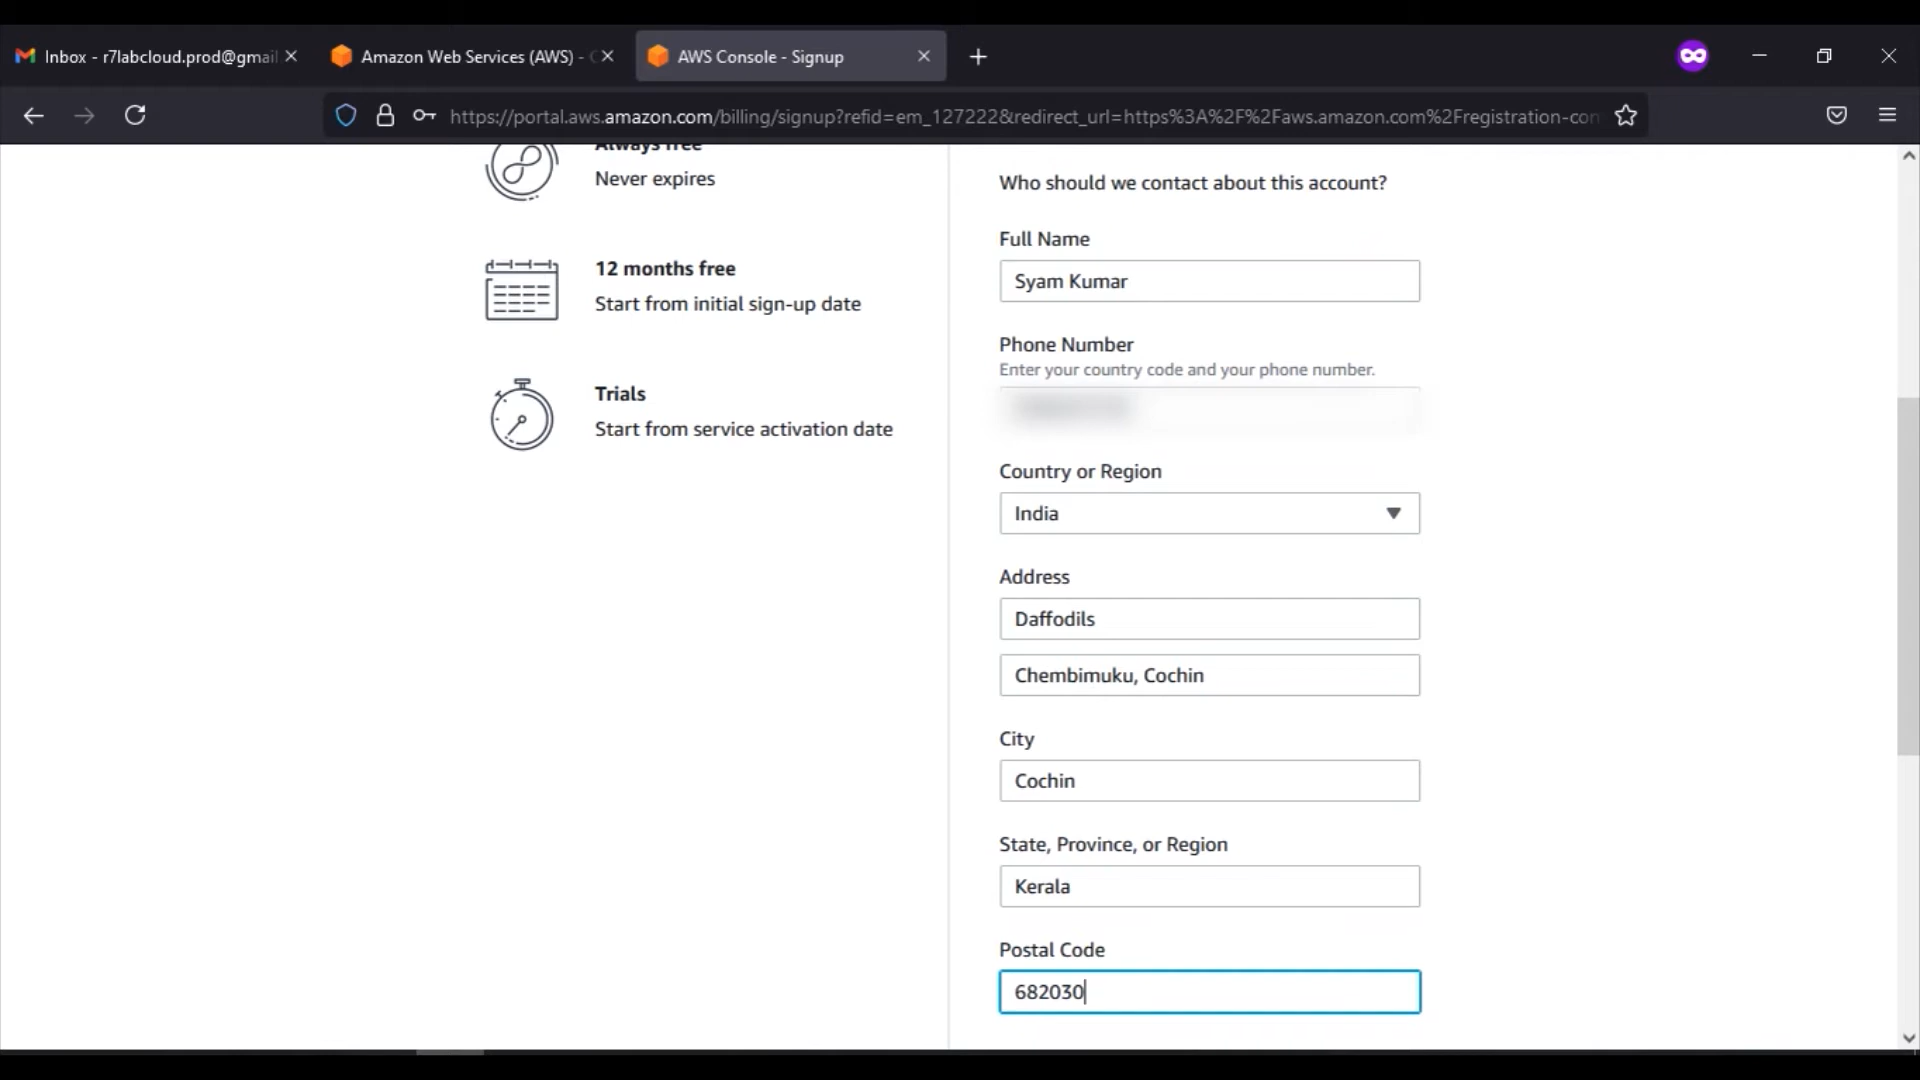 Inbox - r7labcloud.prod@gmail
Amazon Web Services (AWS) - C
AWS Console - Signup
https://portal.aws.amazon.com/billing/signup?refid=em_127222&redirect_url=https%3A%2F%2Faws.amazon.com%2Fregistration-con
Always free
Never expires
12 months free
Start from initial sign-up date
Trials
Start from service activation date
Who should we contact about this account?
Full Name
Syam Kumar
Phone Number
Enter your country code and your phone number.
Country or Region
India
Address
Daffodils
Chembimuku, Cochin
City
Cochin
State, Province, or Region
Kerala
Postal Code
682030